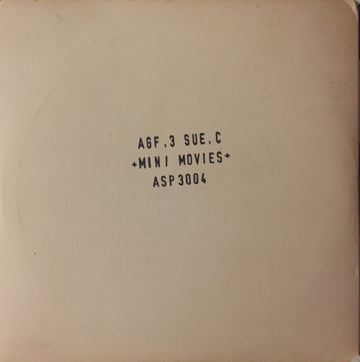 AGF.3 SUE.C
+MINI MOVIES+
ASP3004